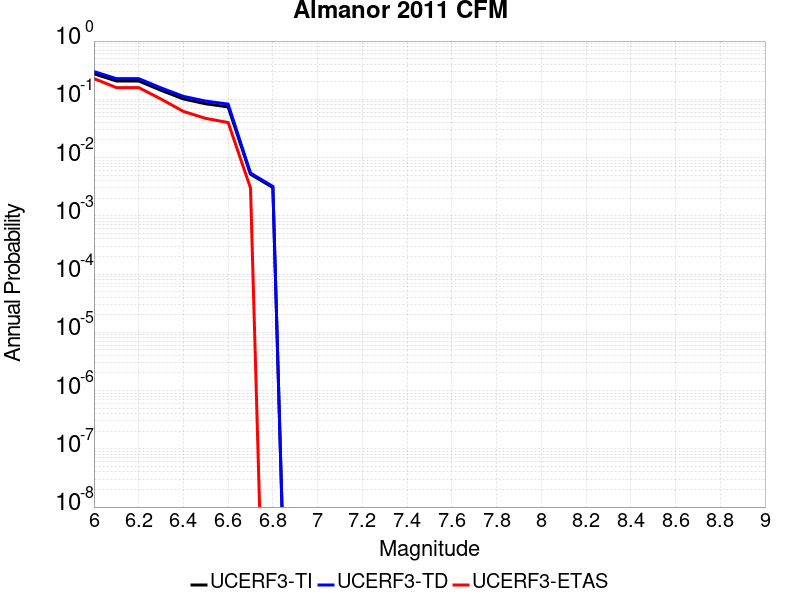 Almanor 2011 CFM
Annual Probability
10^0
10^-1
10^-2
10^-3
10^-4
10^-5
10^-6
10^-7
10^-8
6 6.2 6.4 6.6 6.8 7 7.2 7.4 7.6 7.8 8 8.2 8.4 8.6 8.8 9
Magnitude
UCERF3-TI UCERF3-TD UCERF3-ETAS